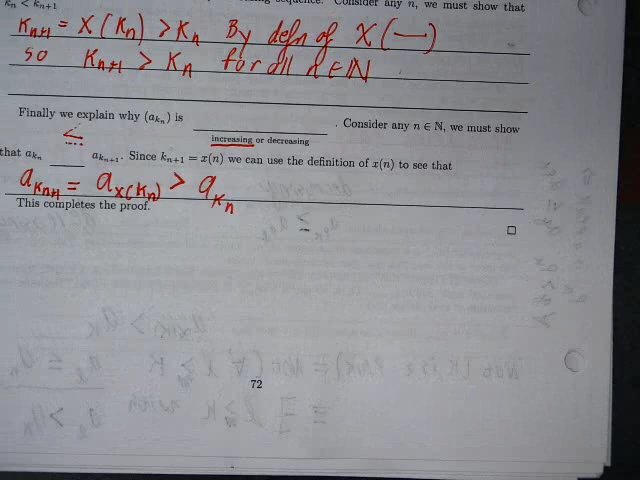 k_n < k_{n+1} sequence. Consider any n, we must show that
K_{n+1} = X(K_n) > K_n By defn of X(—)
so K_{n+1} > K_n for all n ∈ ℕ
Finally we explain why (a_{k_n}) is ____ . Consider any n ∈ ℕ, we must show
increasing or decreasing
that a_{k_n} < a_{k_{n+1}}. Since k_{n+1} = x(n) we can use the definition of x(n) to see that
a_{K_{n+1}} = a_{X(K_n)} > a_{K_n}
This completes the proof. □
72